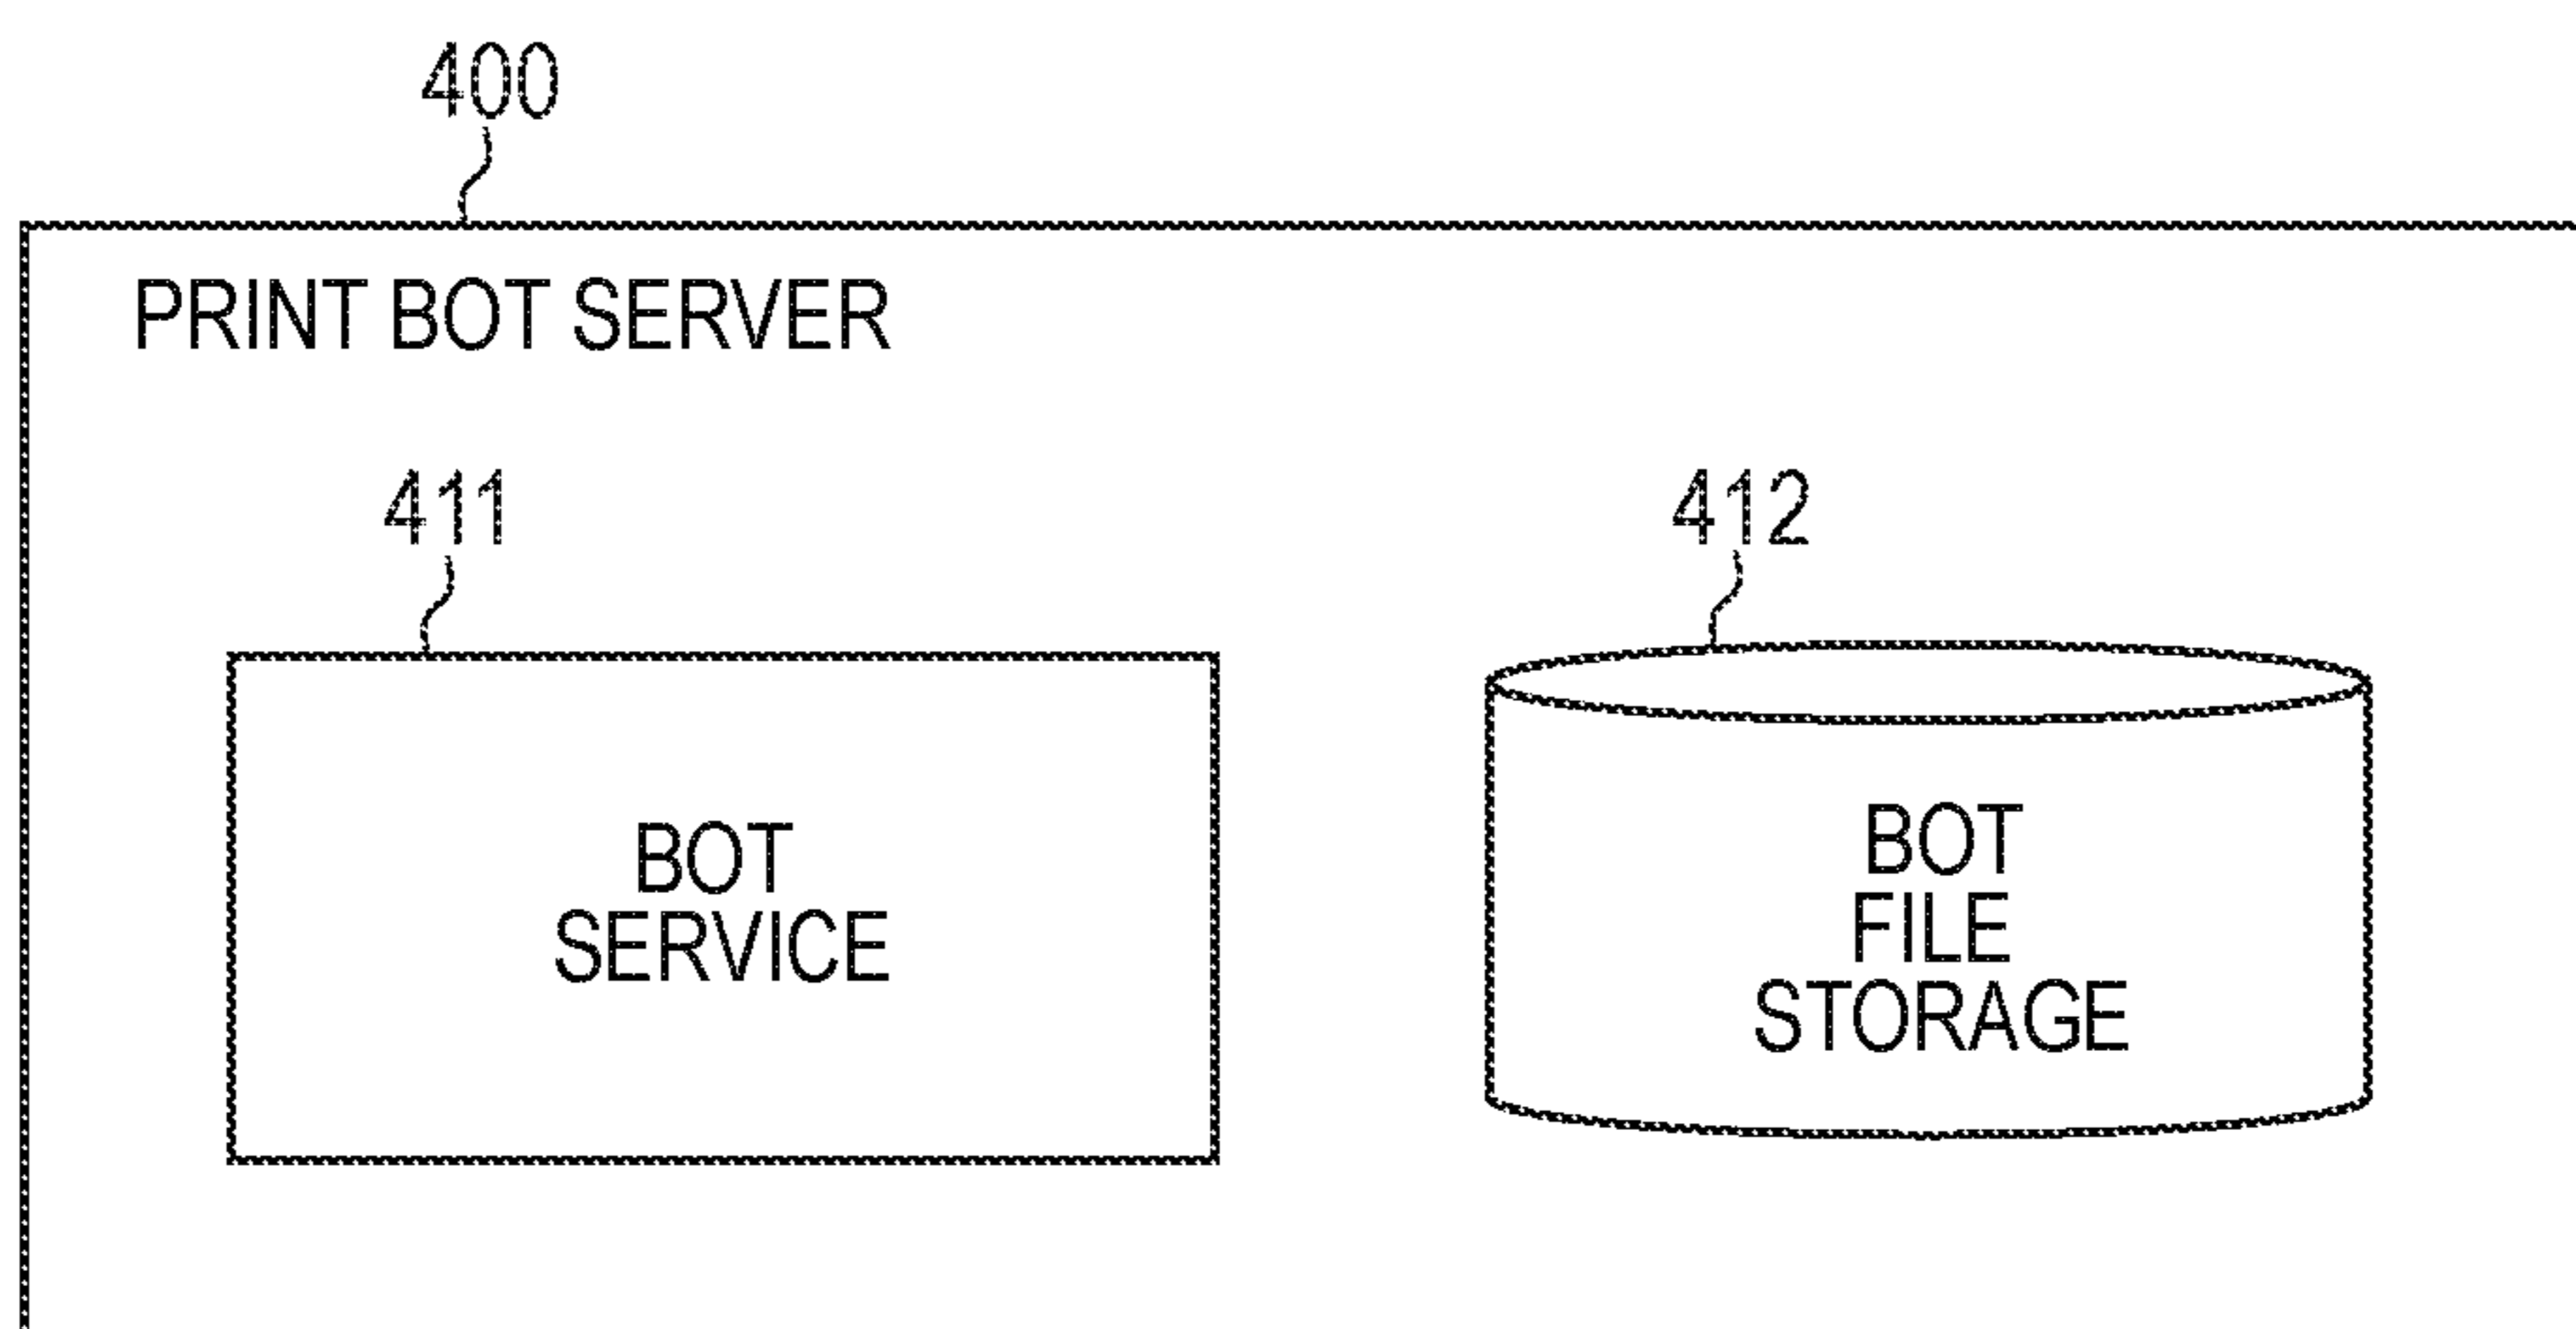 400
PRINT BOT SERVER
411
412
BOT
SERVICE
BOT
FILE
STORAGE